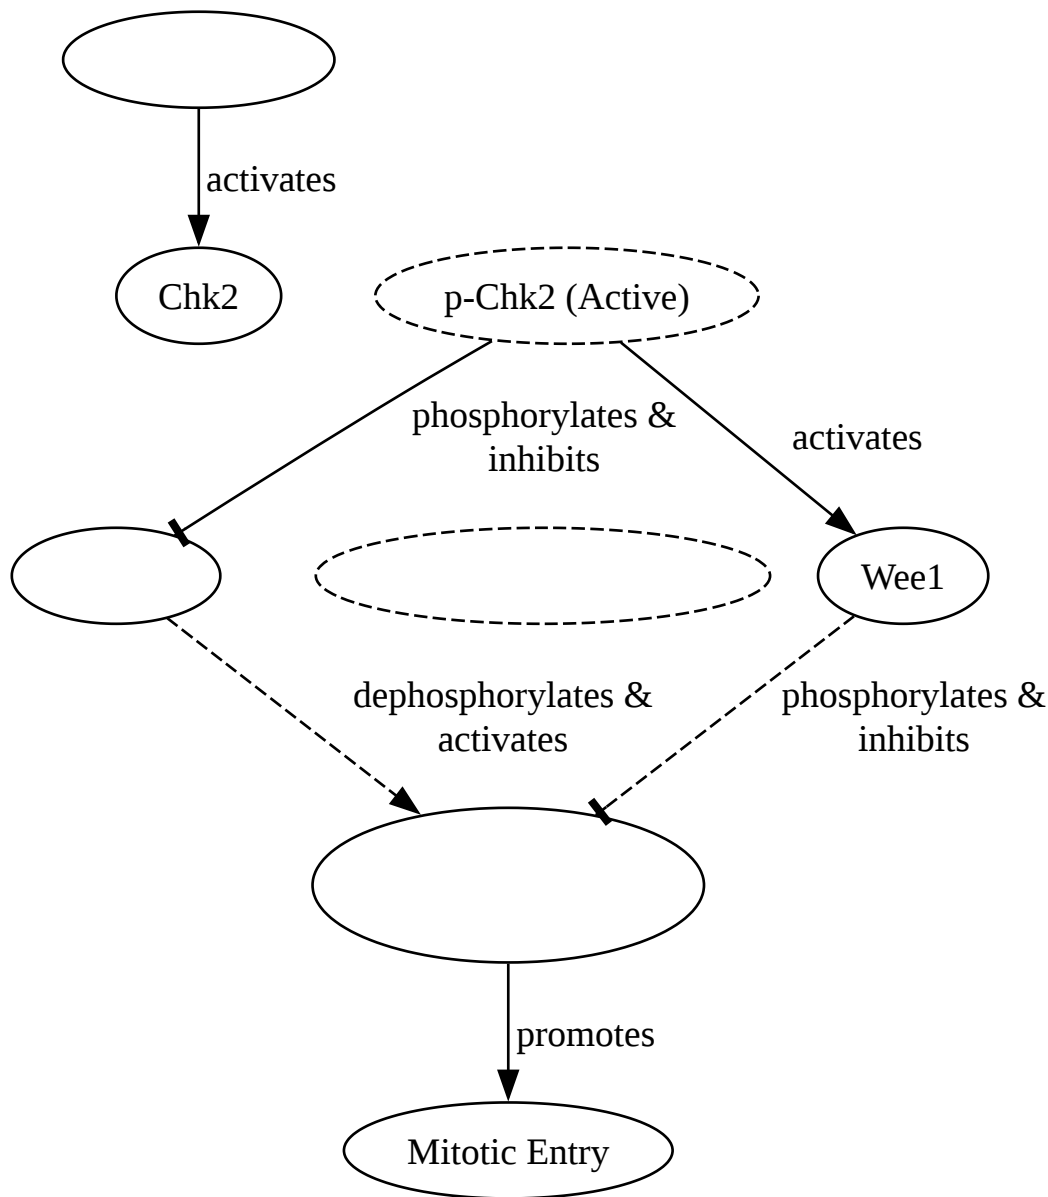 activates
Chk2
p-Chk2 (Active)
phosphorylates &
inhibits
activates
Wee1
dephosphorylates &
activates
phosphorylates &
inhibits
promotes
Mitotic Entry